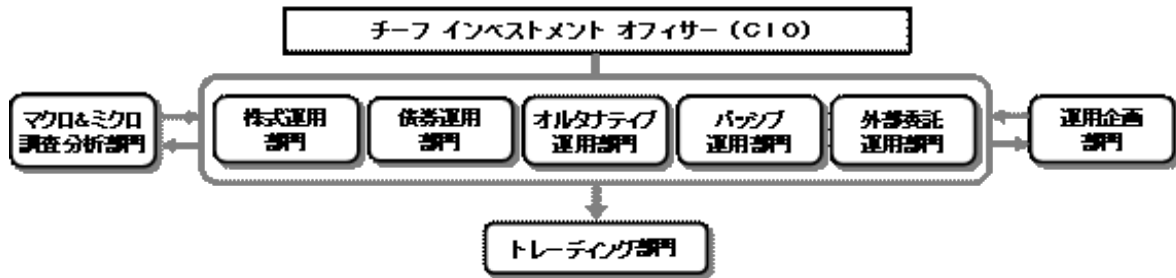 チーフ インベストメント オフィサー（ＣＩＯ）
マクロ&ミクロ
調査分析部門
株式運用
部門
債券運用
部門
オルタナティブ
運用部門
パッシブ
運用部門
外部委託
運用部門
運用企画
部門
トレーディング部門